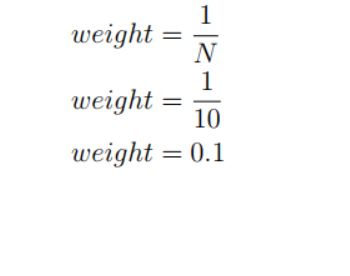 weight = 1/N
weight = 1/10
weight = 0.1